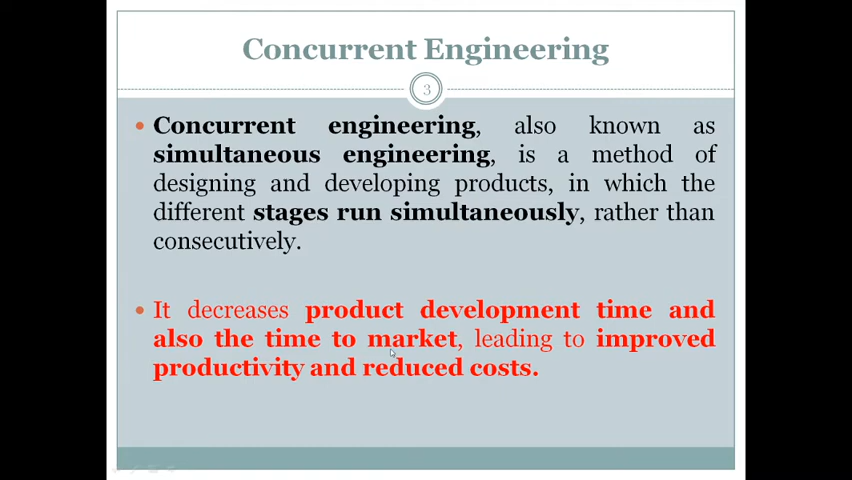 Concurrent Engineering
3
• Concurrent engineering, also known as
simultaneous engineering, is a method of
designing and developing products, in which the
different stages run simultaneously, rather than
consecutively.
• It decreases product development time and
also the time to market, leading to improved
productivity and reduced costs.